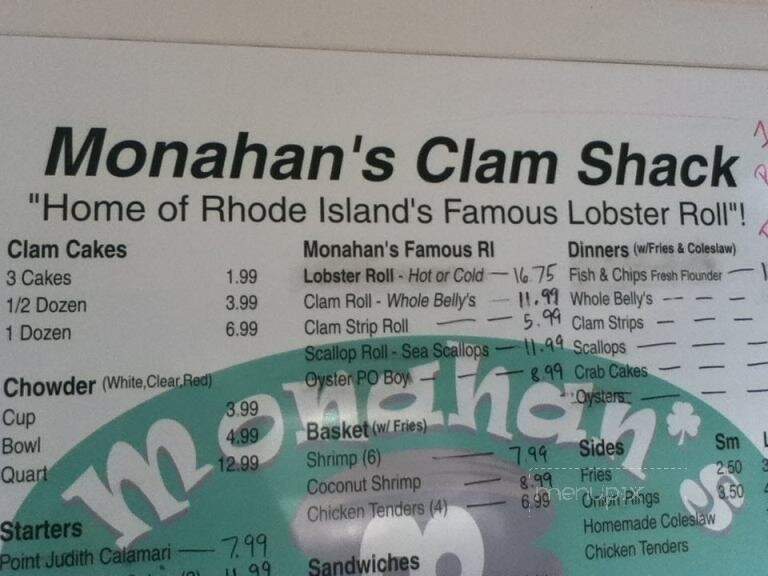 Monahan's Clam Shack
"Home of Rhode Island's Famous Lobster Roll"!
Clam Cakes
3 Cakes 1.99
1/2 Dozen 3.99
1 Dozen 6.99
Chowder (White,Clear,Red)
Cup 3.99
Bowl 4.99
Quart 12.99
Starters
Point Judith Calamari — 7.99
11.99
Monahan's Famous RI
Lobster Roll - Hot or Cold — 16.75
Clam Roll - Whole Belly's — 11.99
Clam Strip Roll — — 5.99
Scallop Roll - Sea Scallops — 11.99
Oyster PO Boy — — 8.99
Basket (w/ Fries)
Shrimp (6) — 7.99
Coconut Shrimp — 8.99
Chicken Tenders (4) — 6.99
Sandwiches
Dinners (w/Fries & Coleslaw)
Fish & Chips Fresh Flounder —
Whole Belly's — — —
Clam Strips — — —
Scallops — — —
Crab Cakes — — —
Oysters — — —
Sides Sm
Fries 2.50
Onion Rings 3.50
Homemade Coleslaw
Chicken Tenders
Monahan's
menupix